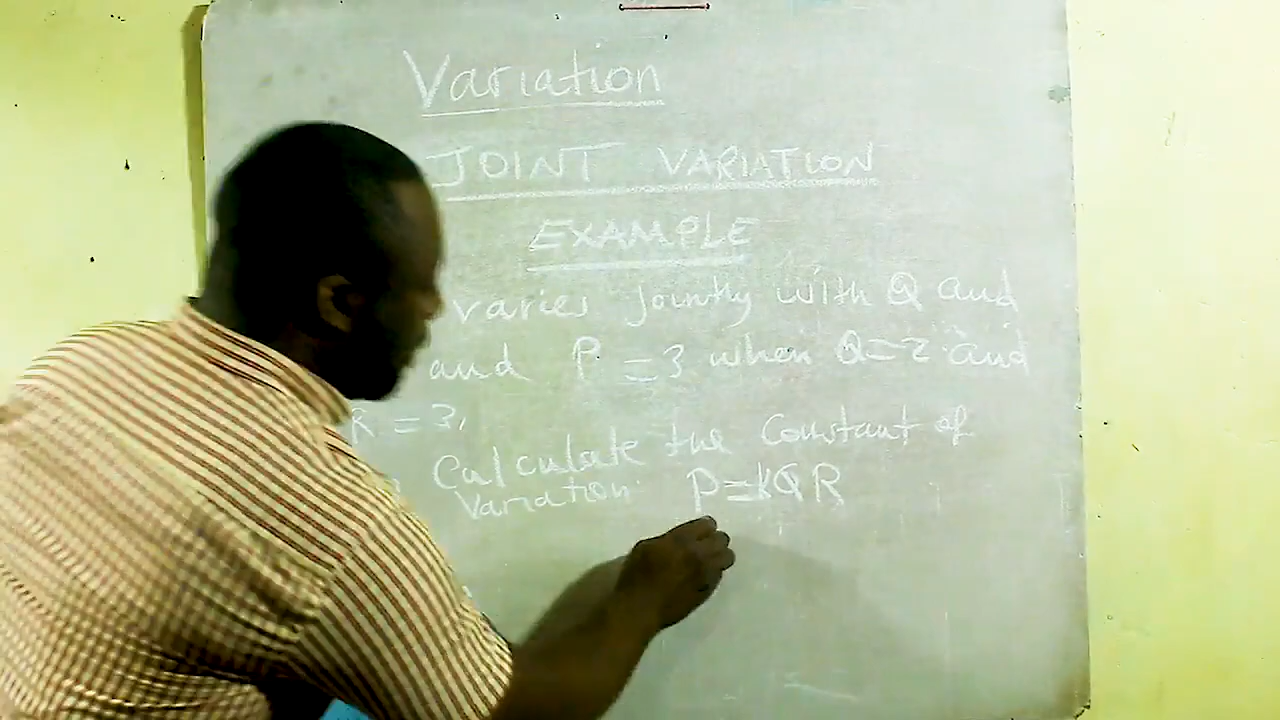 Variation
JOINT VARIATION
EXAMPLE
varies jointly with Q and
and P = 3 when Q = 2 and
R = 3,
Calculate the constant of
variation P = kQR